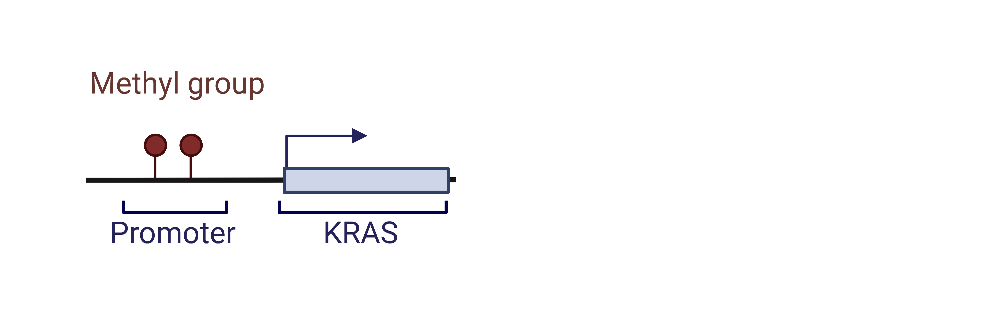 Methyl group
Promoter
KRAS